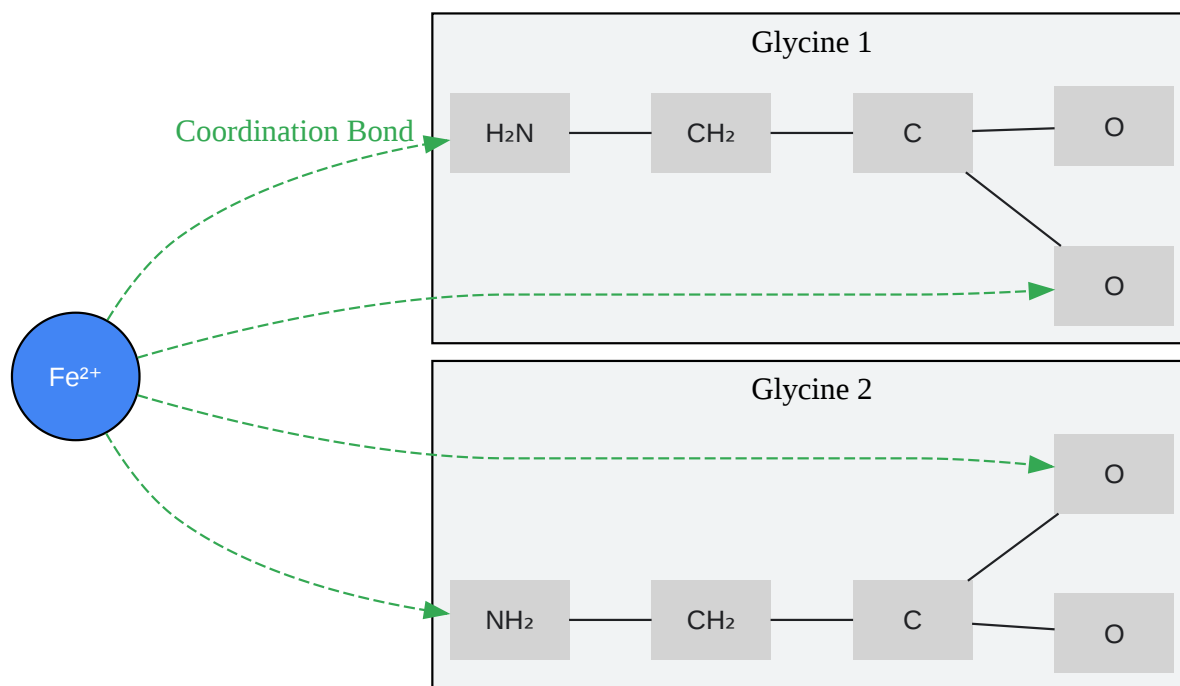 Glycine 1
Coordination Bond
H₂N
CH₂
C
O
O
Fe²⁺
Glycine 2
O
NH₂
CH₂
C
O